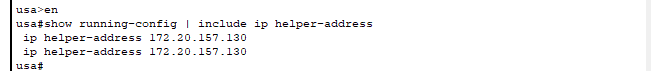 usa>en
usa#show running-config | include ip helper-address
ip helper-address 172.20.157.130
ip helper-address 172.20.157.130
usa#